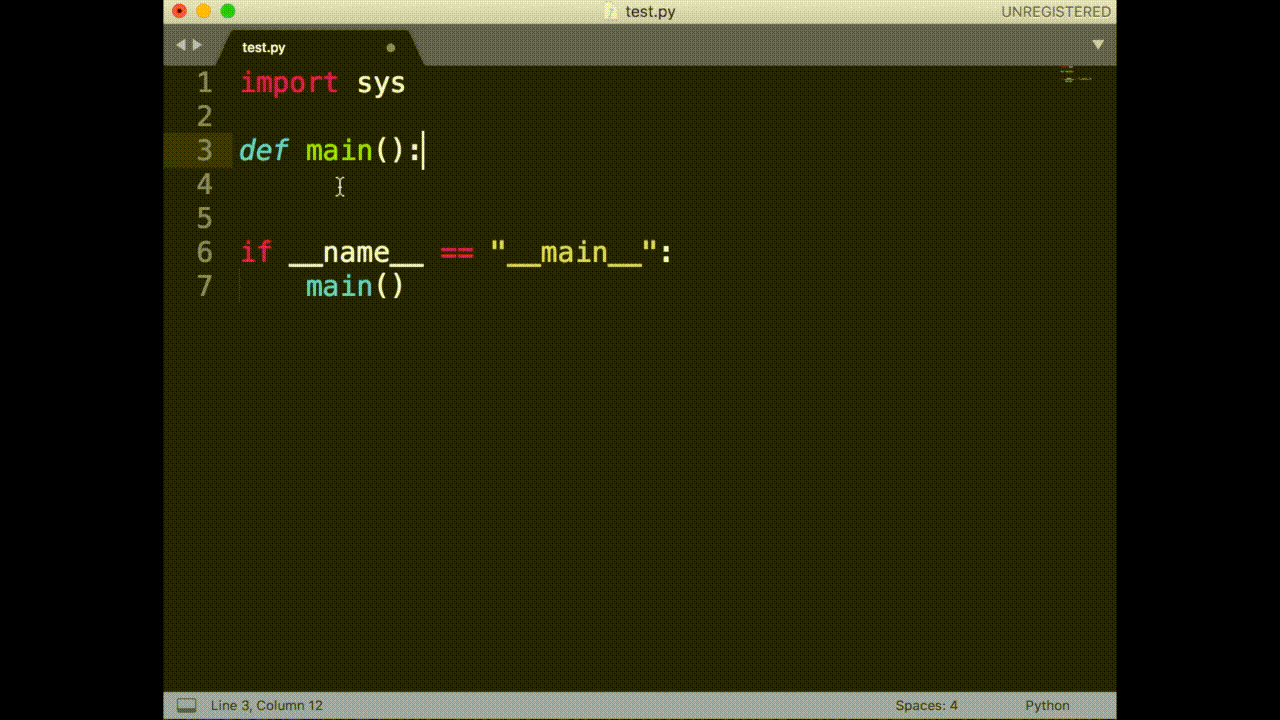 test.py
UNREGISTERED
test.py
1 import sys
2
3 def main():
4
5
6 if __name__ == "__main__":
7     main()
Line 3, Column 12
Spaces: 4
Python